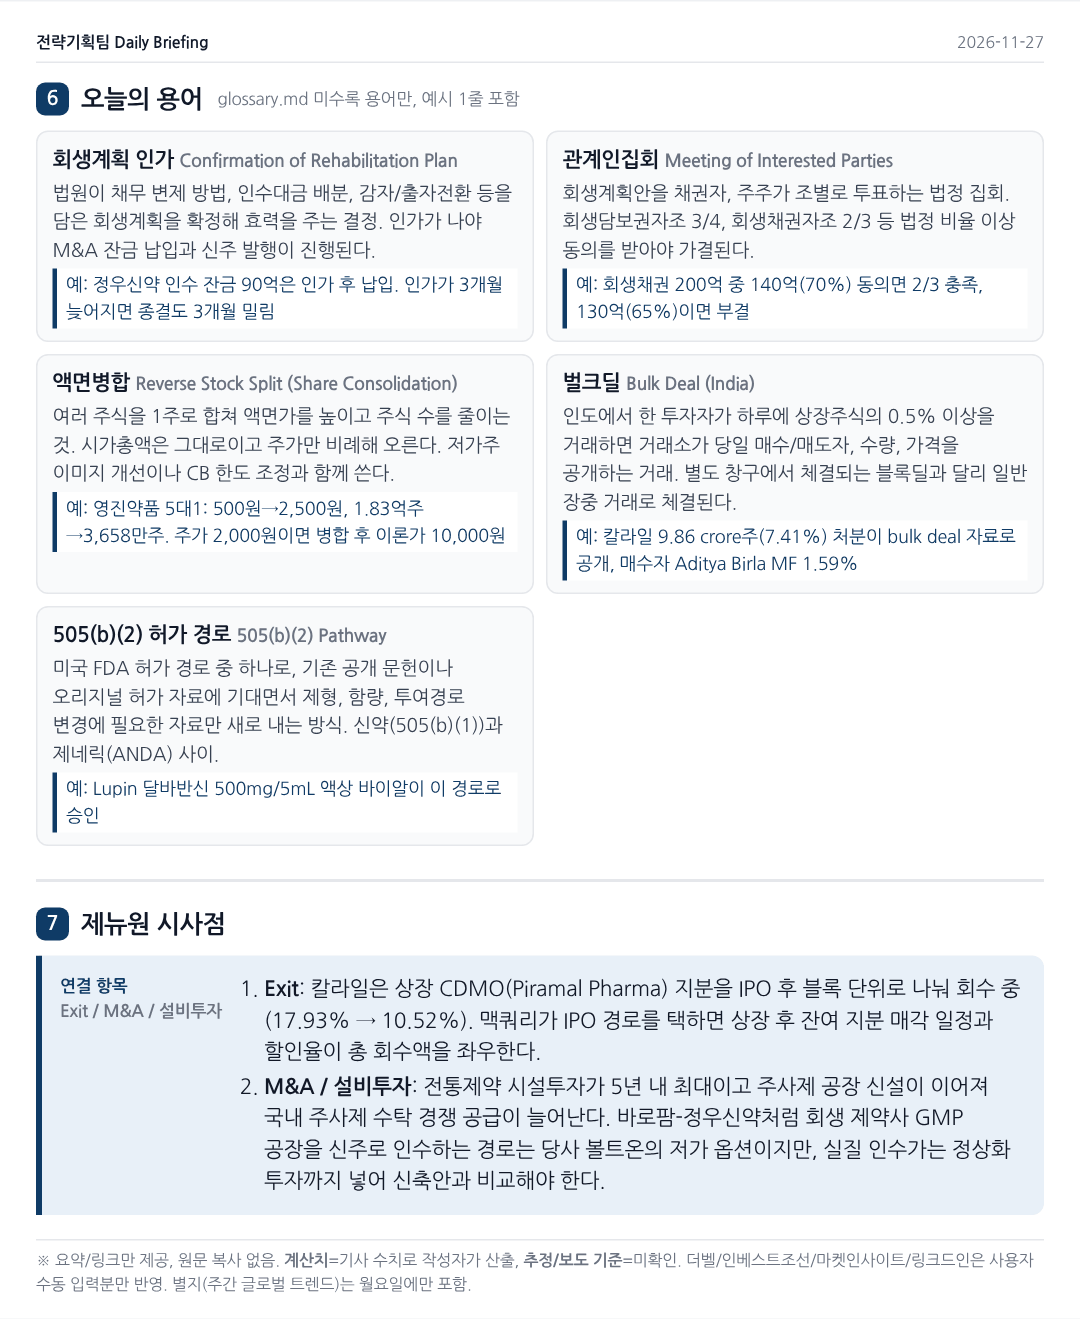 전략기획팀 Daily Briefing
2026-11-27
6 오늘의 용어 glossary.md 미수록 용어만, 예시 1줄 포함
회생계획 인가 Confirmation of Rehabilitation Plan
법원이 채무 변제 방법, 인수대금 배분, 감자/출자전환 등을
담은 회생계획을 확정해 효력을 주는 결정. 인가가 나야
M&A 잔금 납입과 신주 발행이 진행된다.
예: 정우신약 인수 잔금 90억은 인가 후 납입. 인가가 3개월
늦어지면 종결도 3개월 밀림
관계인집회 Meeting of Interested Parties
회생계획안을 채권자, 주주가 조별로 투표하는 법정 집회.
회생담보권자조 3/4, 회생채권자조 2/3 등 법정 비율 이상
동의를 받아야 가결된다.
예: 회생채권 200억 중 140억(70%) 동의면 2/3 충족,
130억(65%)이면 부결
액면병합 Reverse Stock Split (Share Consolidation)
여러 주식을 1주로 합쳐 액면가를 높이고 주식 수를 줄이는
것. 시가총액은 그대로이고 주가만 비례해 오른다. 저가주
이미지 개선이나 CB 한도 조정과 함께 쓴다.
예: 영진약품 5대1: 500원→2,500원, 1.83억주
→3,658만주. 주가 2,000원이면 병합 후 이론가 10,000원
벌크딜 Bulk Deal (India)
인도에서 한 투자자가 하루에 상장주식의 0.5% 이상을
거래하면 거래소가 당일 매수/매도자, 수량, 가격을
공개하는 거래. 별도 창구에서 체결되는 블록딜과 달리 일반
장중 거래로 체결된다.
예: 칼라일 9.86 crore주(7.41%) 처분이 bulk deal 자료로
공개, 매수자 Aditya Birla MF 1.59%
505(b)(2) 허가 경로 505(b)(2) Pathway
미국 FDA 허가 경로 중 하나로, 기존 공개 문헌이나
오리지널 허가 자료에 기대면서 제형, 함량, 투여경로
변경에 필요한 자료만 새로 내는 방식. 신약(505(b)(1))과
제네릭(ANDA) 사이.
예: Lupin 달바반신 500mg/5mL 액상 바이알이 이 경로로
승인
7 제뉴원 시사점
연결 항목
Exit / M&A / 설비투자
1. Exit: 칼라일은 상장 CDMO(Piramal Pharma) 지분을 IPO 후 블록 단위로 나눠 회수 중
(17.93% → 10.52%). 맥쿼리가 IPO 경로를 택하면 상장 후 잔여 지분 매각 일정과
할인율이 총 회수액을 좌우한다.
2. M&A / 설비투자: 전통제약 시설투자가 5년 내 최대이고 주사제 공장 신설이 이어져
국내 주사제 수탁 경쟁 공급이 늘어난다. 바로팜-정우신약처럼 회생 제약사 GMP
공장을 신주로 인수하는 경로는 당사 볼트온의 저가 옵션이지만, 실질 인수가는 정상화
투자까지 넣어 신축안과 비교해야 한다.
※ 요약/링크만 제공, 원문 복사 없음. 계산치=기사 수치로 작성자가 산출, 추정/보도 기준=미확인. 더벨/인베스트조선/마켓인사이트/링크드인은 사용자
수동 입력분만 반영. 별지(주간 글로벌 트렌드)는 월요일에만 포함.